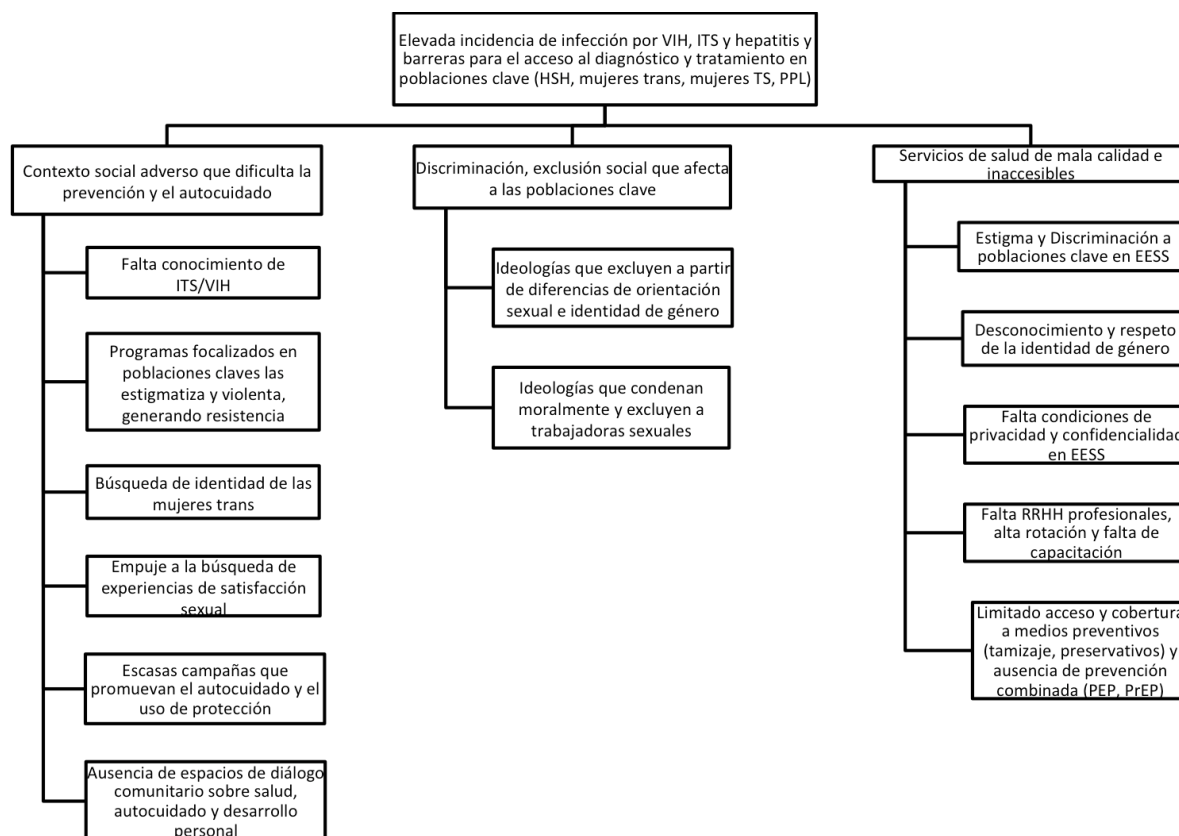 Elevada incidencia de infección por VIH, ITS y hepatitis y
barreras para el acceso al diagnóstico y tratamiento en
poblaciones clave (HSH, mujeres trans, mujeres TS, PPL)
Contexto social adverso que dificulta la
prevención y el autocuidado
Falta conocimiento de
ITS/VIH
Programas focalizados en
poblaciones claves las
estigmatiza y violenta,
generando resistencia
Búsqueda de identidad de las
mujeres trans
Empuje a la búsqueda de
experiencias de satisfacción
sexual
Escasas campañas que
promuevan el autocuidado y el
uso de protección
Ausencia de espacios de diálogo
comunitario sobre salud,
autocuidado y desarrollo
personal
Discriminación, exclusión social que afecta
a las poblaciones clave
Ideologías que excluyen a partir
de diferencias de orientación
sexual e identidad de género
Ideologías que condenan
moralmente y excluyen a
trabajadoras sexuales
Servicios de salud de mala calidad e
inaccesibles
Estigma y Discriminación a
poblaciones clave en EESS
Desconocimiento y respeto
de la identidad de género
Falta condiciones de
privacidad y confidencialidad
en EESS
Falta RRHH profesionales,
alta rotación y falta de
capacitación
Limitado acceso y cobertura
a medios preventivos
(tamizaje, preservativos) y
ausencia de prevención
combinada (PEP, PrEP)